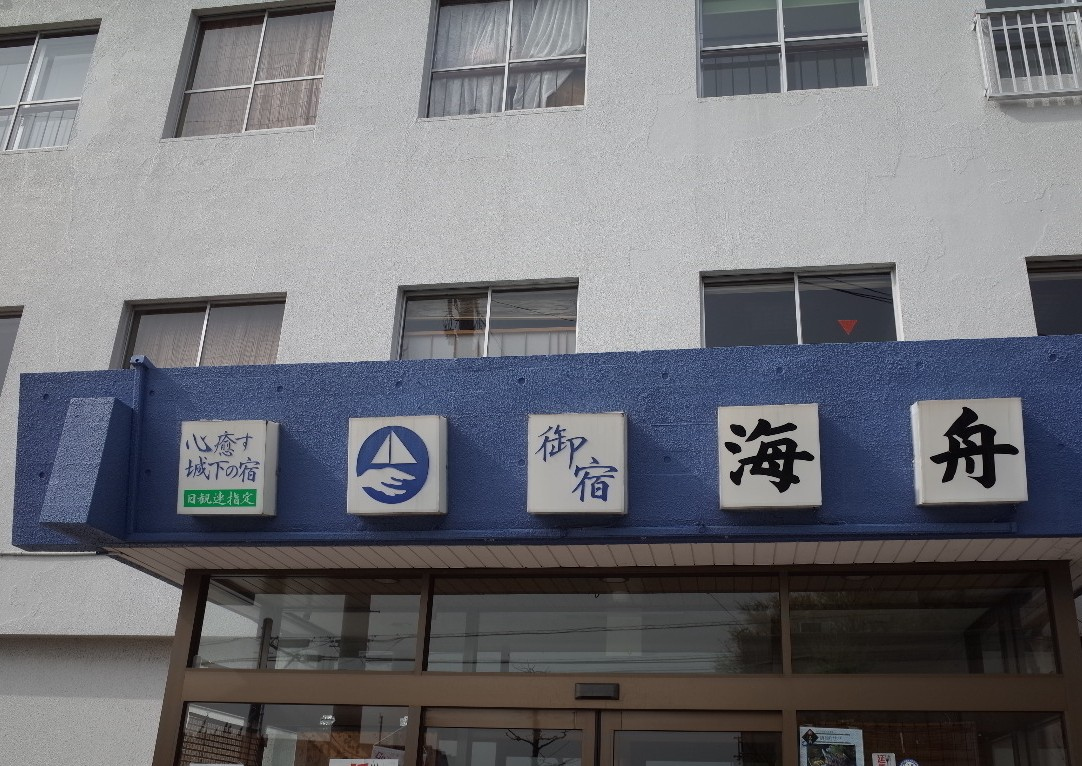 心癒す
城下の宿
日観連指定
御宿
海舟